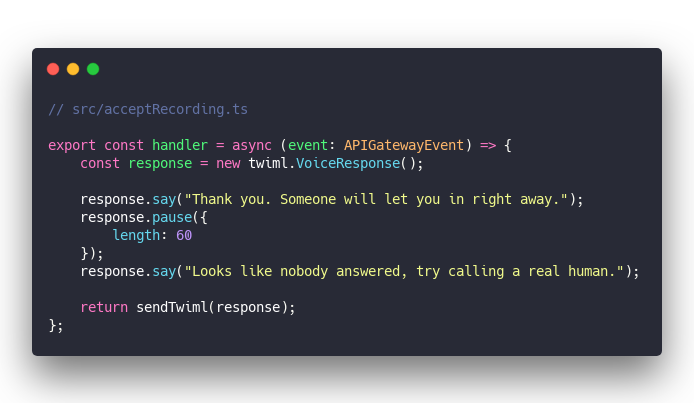 // src/acceptRecording.ts
export const handler = async (event: APIGatewayEvent) => {
    const response = new twiml.VoiceResponse();
    response.say("Thank you. Someone will let you in right away.");
    response.pause({
        length: 60
    });
    response.say("Looks like nobody answered, try calling a real human.");
    return sendTwiml(response);
};